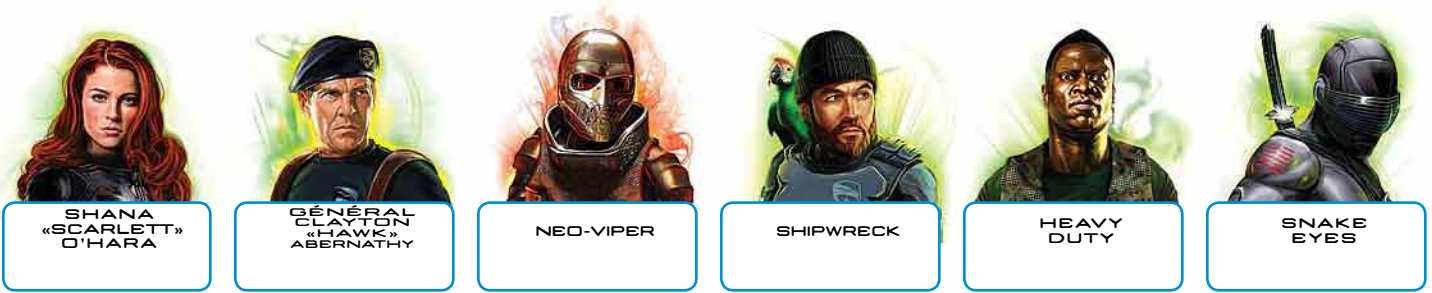 SHANA
«SCARLETT»
O'HARA
GÉNÉRAL
CLAYTON
«HAWK»
ABERNATHY
NEO-VIPER
SHIPWRECK
HEAVY
DUTY
SNAKE
EYES